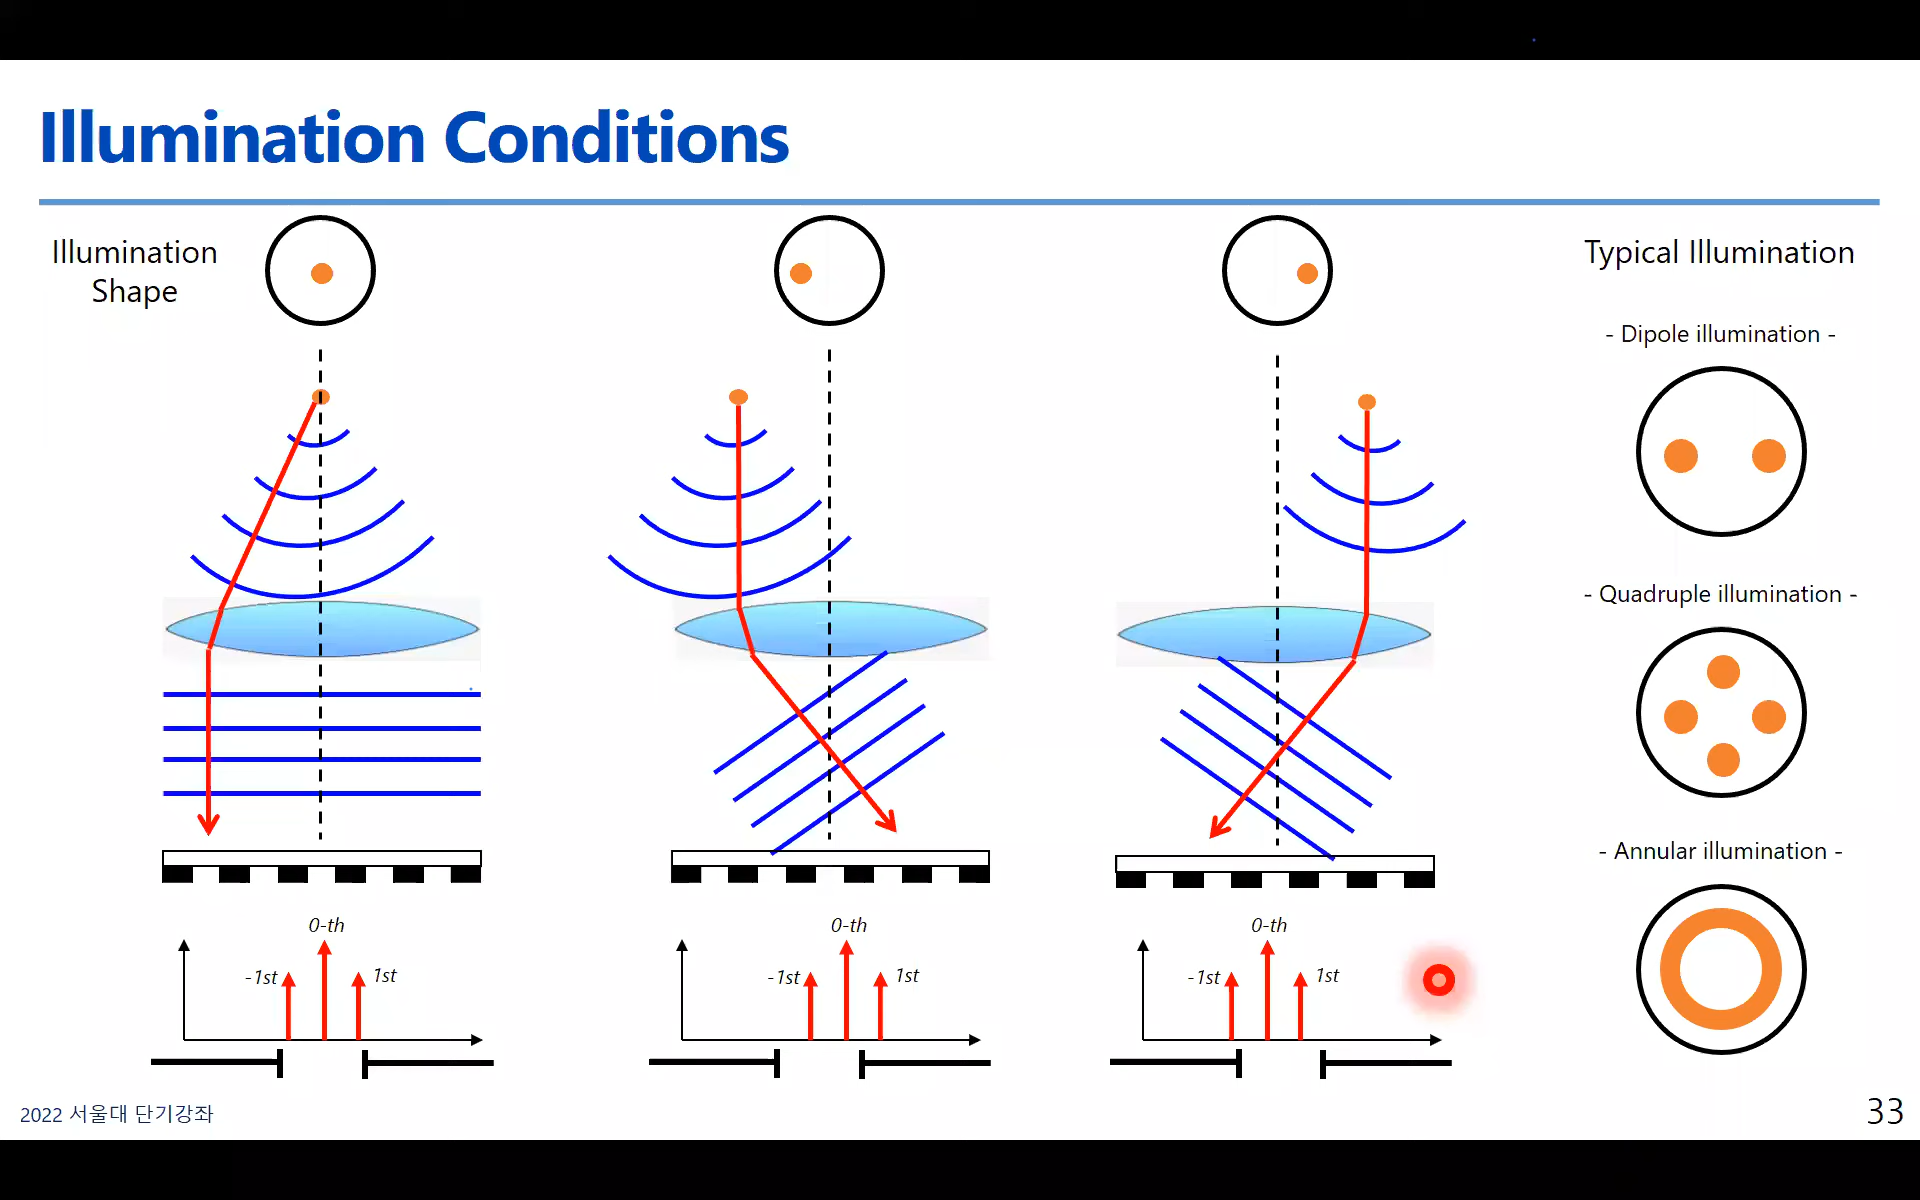 Illumination Conditions
Illumination
Shape
Typical Illumination
- Dipole illumination -
- Quadruple illumination -
- Annular illumination -
0-th
-1st
1st
0-th
-1st
1st
0-th
-1st
1st
2022 서울대 단기강좌
33